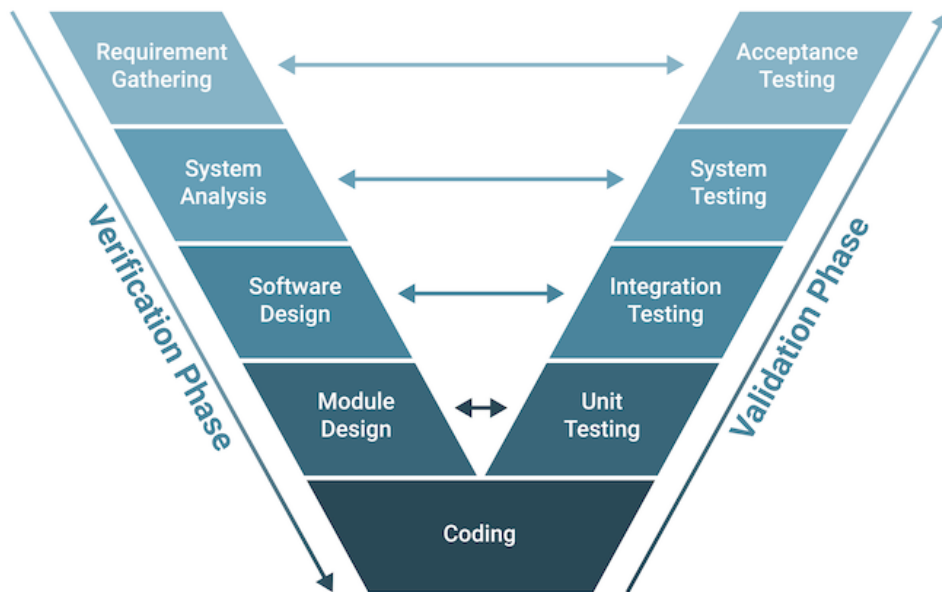 Requirement
Gathering
Acceptance
Testing
System
Analysis
System
Testing
Software
Design
Integration
Testing
Module
Design
Unit
Testing
Coding
Verification Phase
Validation Phase